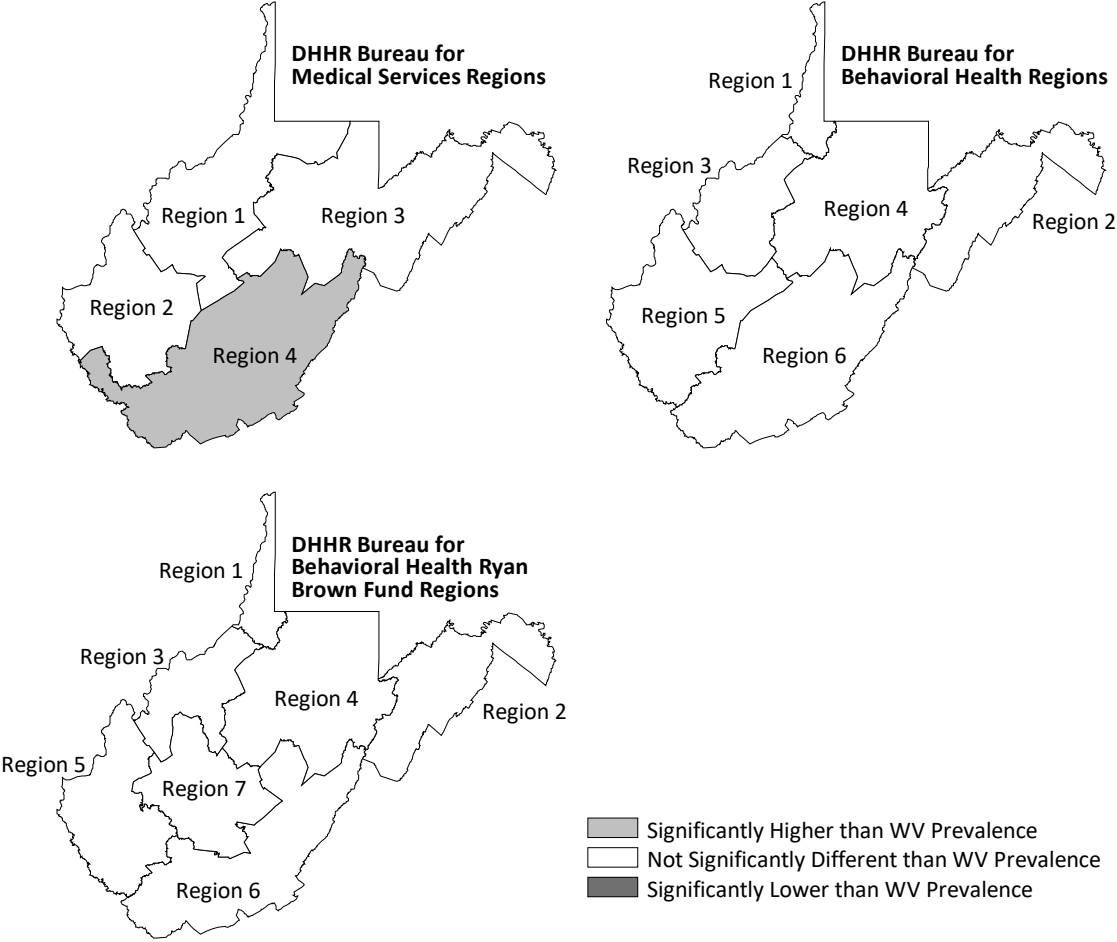 DHHR Bureau for
Medical Services Regions
Region 1
Region 3
Region 2
Region 4
DHHR Bureau for
Behavioral Health Regions
Region 1
Region 3
Region 4
Region 2
Region 5
Region 6
DHHR Bureau for
Behavioral Health Ryan
Brown Fund Regions
Region 1
Region 3
Region 4
Region 2
Region 5
Region 7
Region 6
Significantly Higher than WV Prevalence
Not Significantly Different than WV Prevalence
Significantly Lower than WV Prevalence